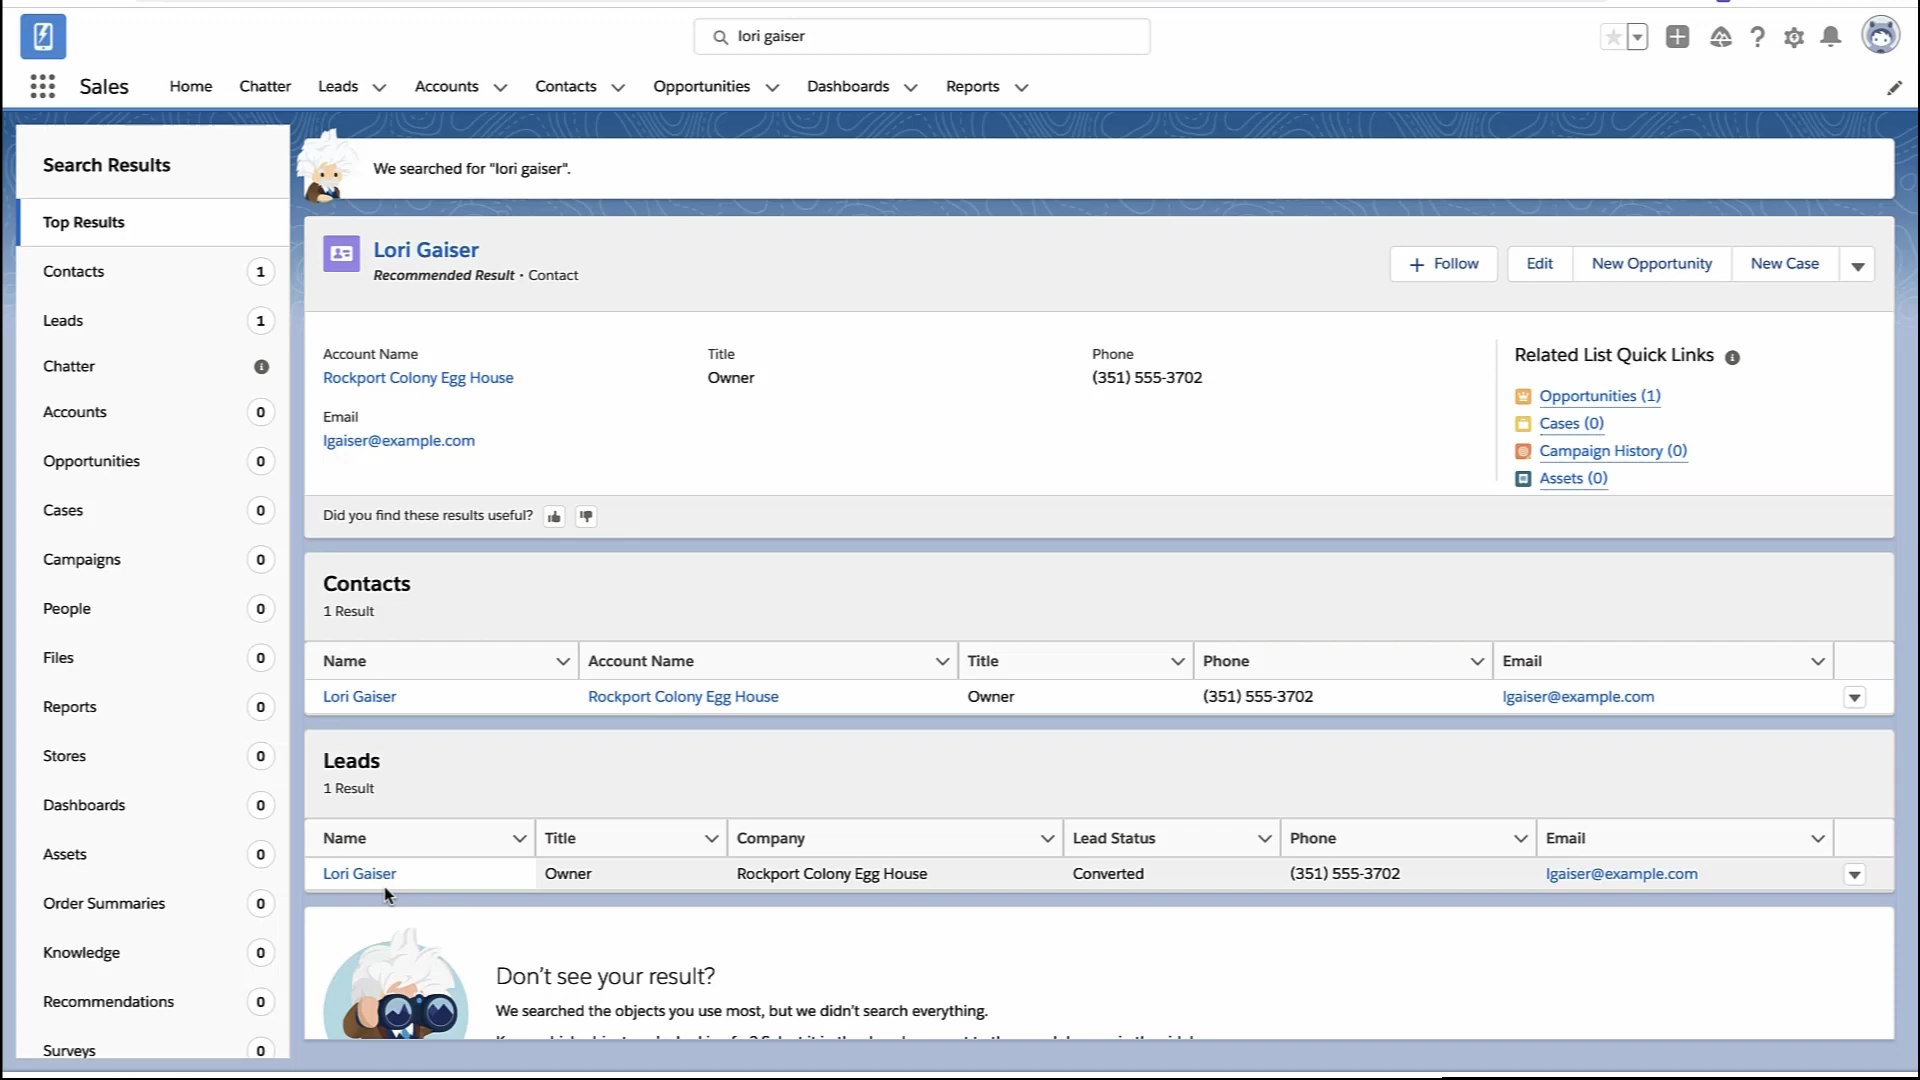 lori gaiser
Sales Home Chatter Leads Accounts Contacts Opportunities Dashboards Reports
Search Results
Top Results
Contacts 1
Leads 1
Chatter
Accounts 0
Opportunities 0
Cases 0
Campaigns 0
People 0
Files 0
Reports 0
Stores 0
Dashboards 0
Assets 0
Order Summaries 0
Knowledge 0
Recommendations 0
Surveys 0
We searched for "lori gaiser".
Lori Gaiser
Recommended Result • Contact
+ Follow Edit New Opportunity New Case
Account Name Title Phone
Rockport Colony Egg House Owner (351) 555-3702
Email
lgaiser@example.com
Related List Quick Links
Opportunities (1)
Cases (0)
Campaign History (0)
Assets (0)
Did you find these results useful?
Contacts
1 Result
Name Account Name Title Phone Email
Lori Gaiser Rockport Colony Egg House Owner (351) 555-3702 lgaiser@example.com
Leads
1 Result
Name Title Company Lead Status Phone Email
Lori Gaiser Owner Rockport Colony Egg House Converted (351) 555-3702 lgaiser@example.com
Don't see your result?
We searched the objects you use most, but we didn't search everything.